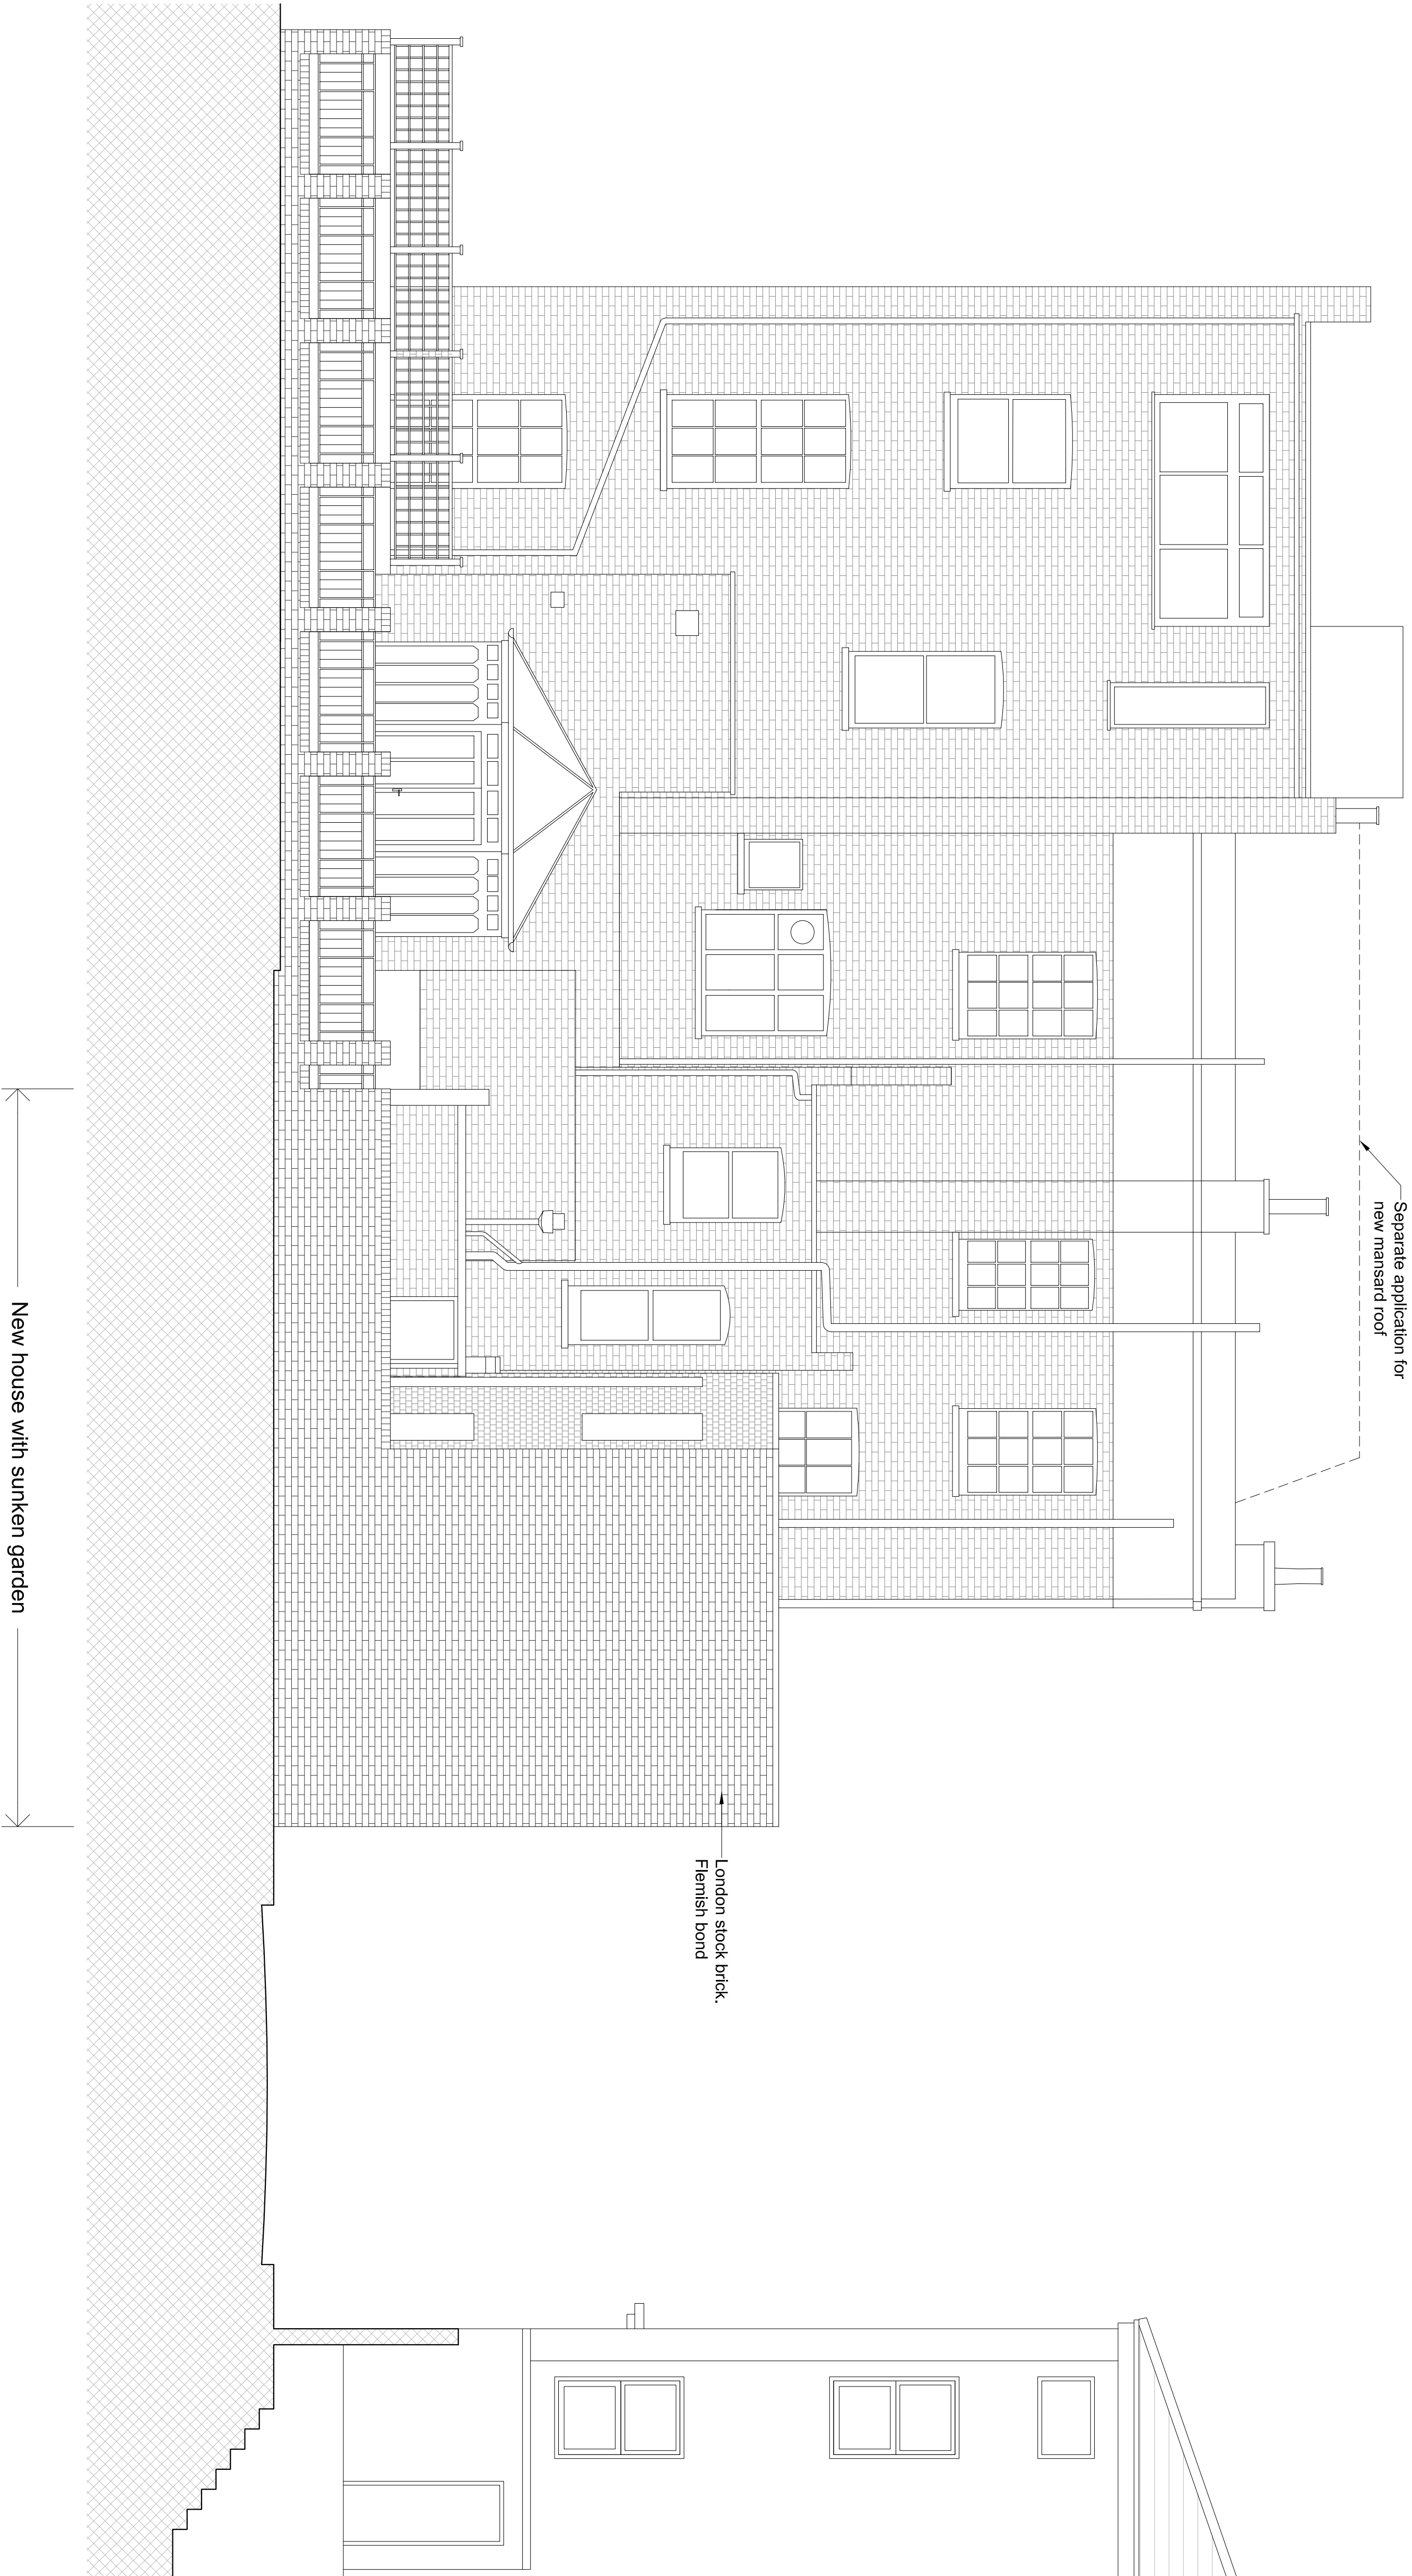 Separate application for
new mansard roof
London stock brick.
Flemish bond
New house with sunken garden